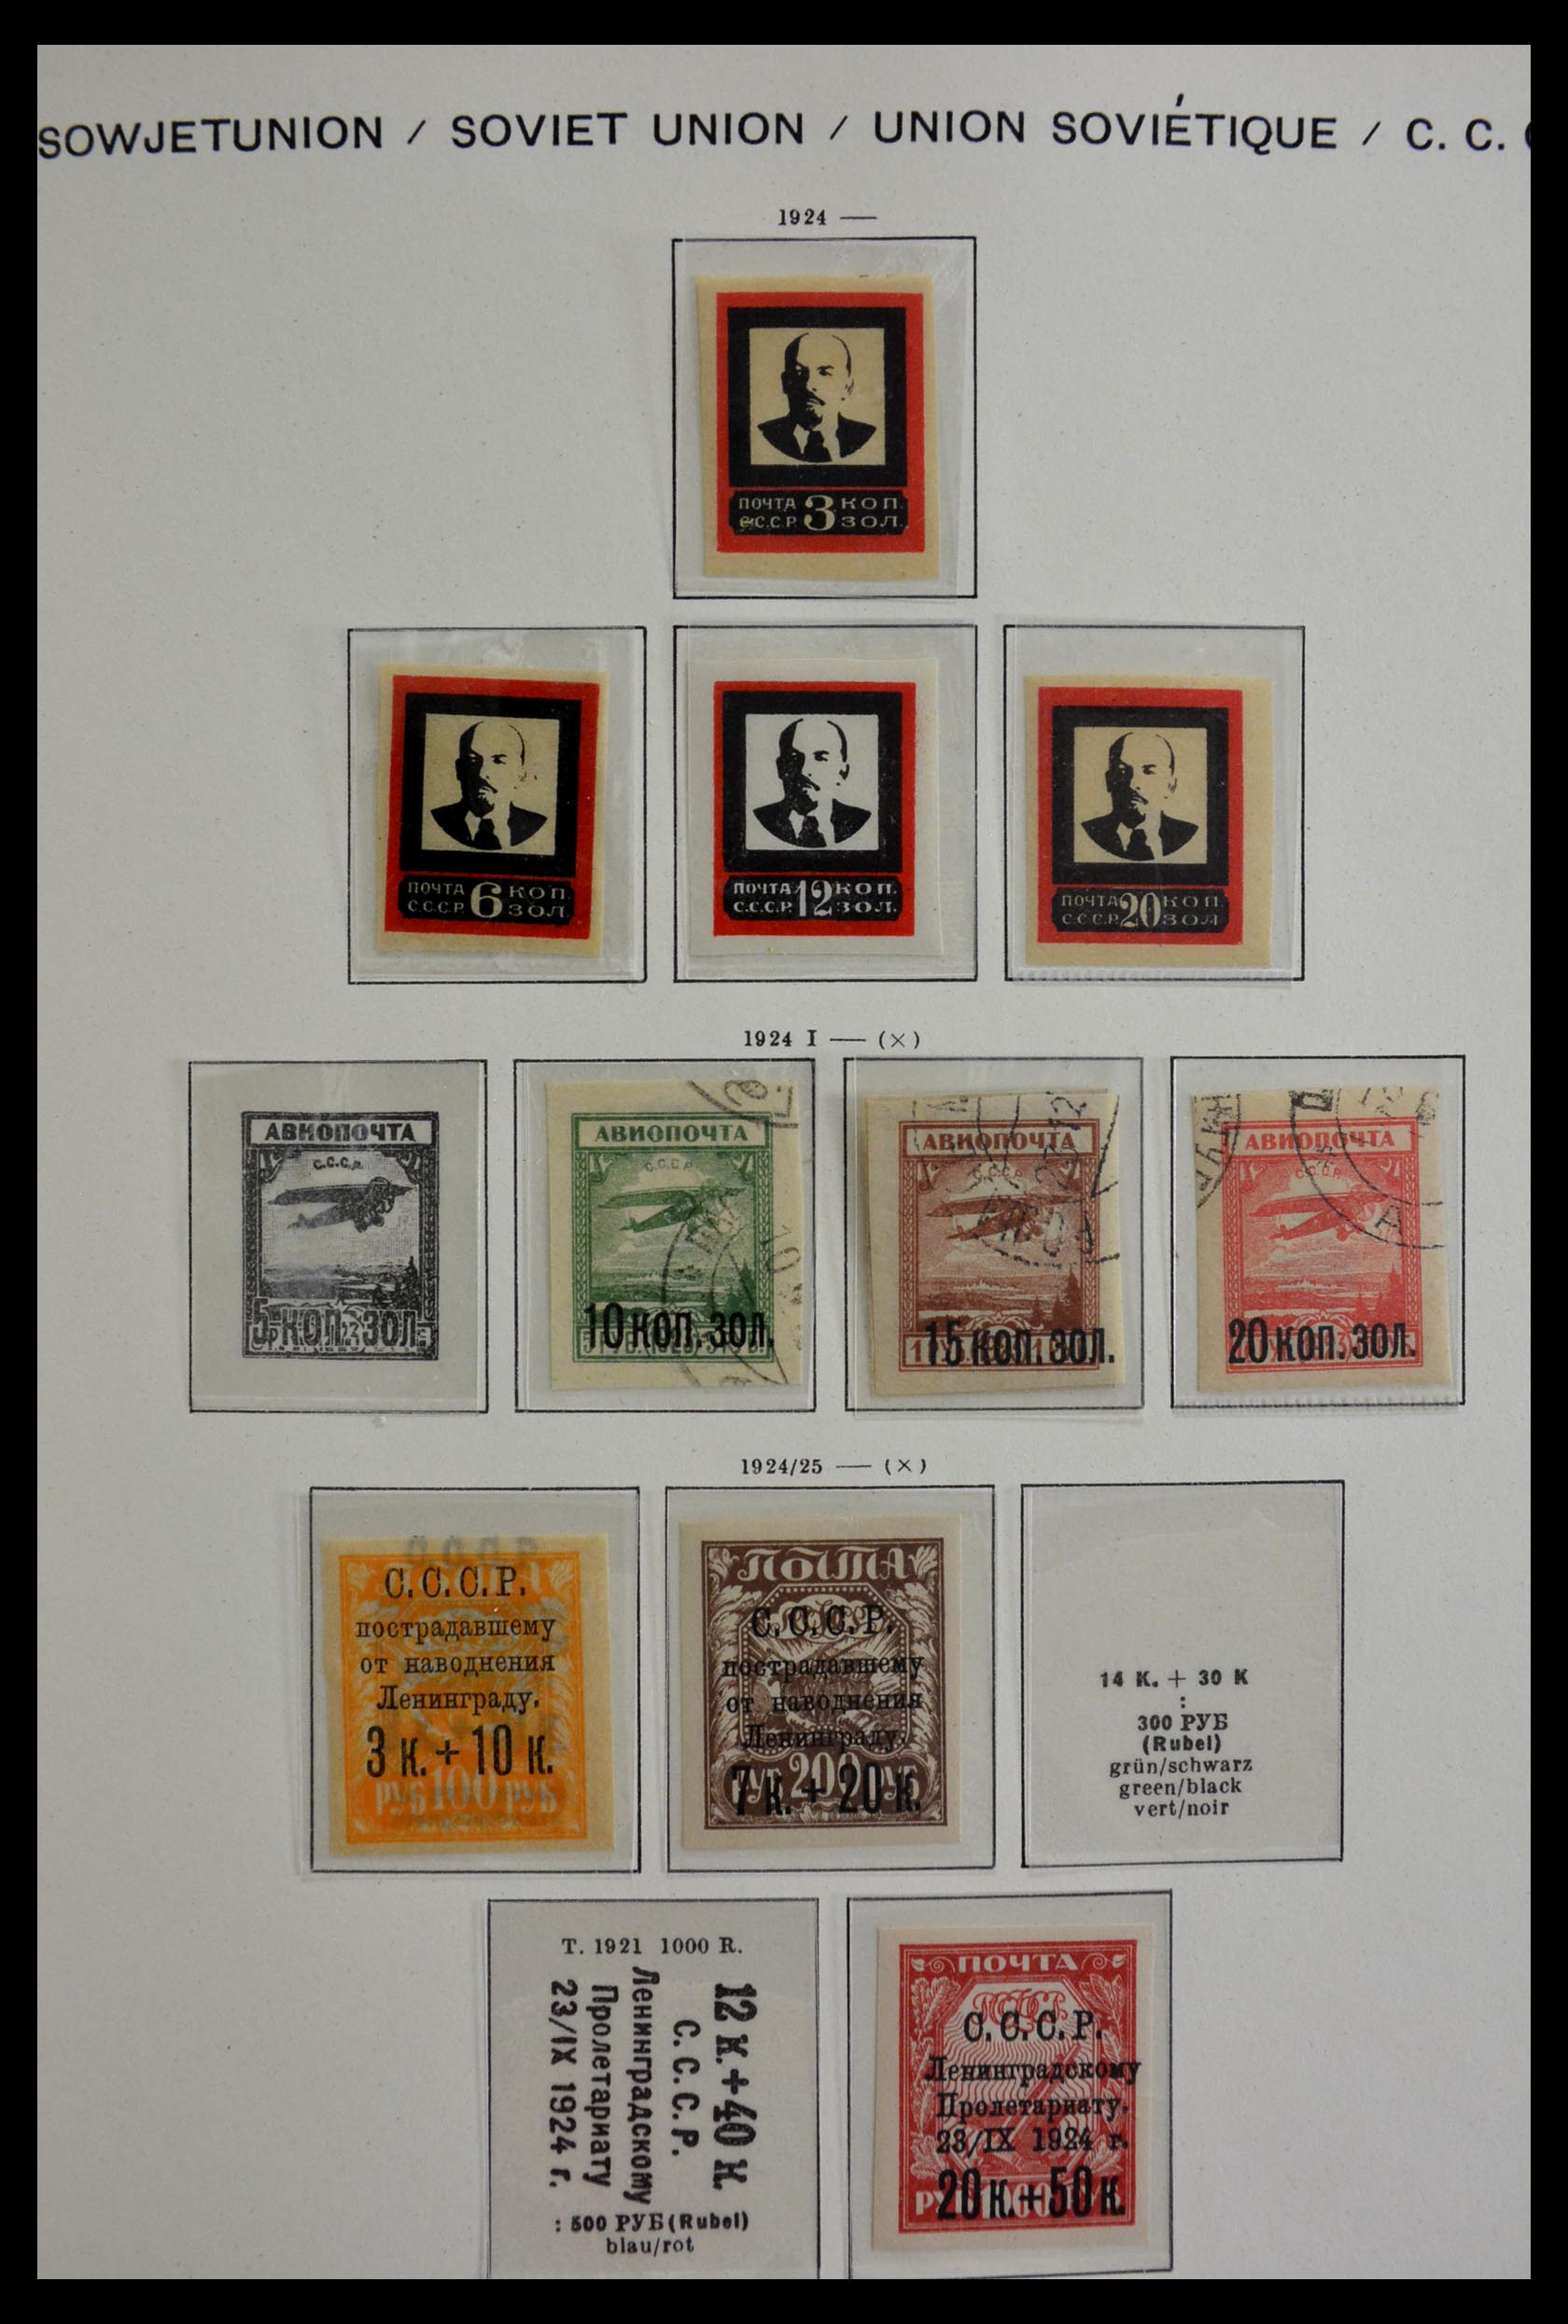 SOWJETUNION / SOVIET UNION / UNION SOVIÉTIQUE / C. C.
1924 —
ПОЧТА 3 КОП.
С.С.С.Р. ЗОЛ.
ПОЧТА 6 КОП.
С.С.С.Р. ЗОЛ.
ПОЧТА 12 КОП.
С.С.С.Р. ЗОЛ.
ПОЧТА 20 КОП.
С.С.С.Р. ЗОЛ
1924 I — (×)
АВИОПОЧТА
С.С.С.Р.
5 КОП. ЗОЛ.
АВИОПОЧТА
С.С.С.Р.
10 КОП. ЗОЛ.
АВИОПОЧТА
С.С.С.Р.
15 КОП. ЗОЛ.
АВИОПОЧТА
С.С.С.Р.
20 КОП. ЗОЛ.
1924/25 — (×)
С.С.С.Р.
пострадавшему
от наводнения
Ленинграду.
3 к. + 10 к.
РУБ 100 РУБ
ПОЧТА
С.С.С.Р.
пострадавшему
от наводнения
Ленинграду.
7 к. + 20 к.
РУБ 200 РУБ
14 К. + 30 К
:
300 РУБ
(Rubel)
grün/schwarz
green/black
vert/noir
T. 1921 1000 R.
12 к. + 40 к.
С. С. С. Р.
Ленинградскому
Пролетариату
23/IX 1924 г.
: 500 РУБ (Rubel)
blau/rot
ПОЧТА
С.С.С.Р.
Ленинградскому
Пролетариату.
23/IX 1924 г.
20 к. + 50 к.